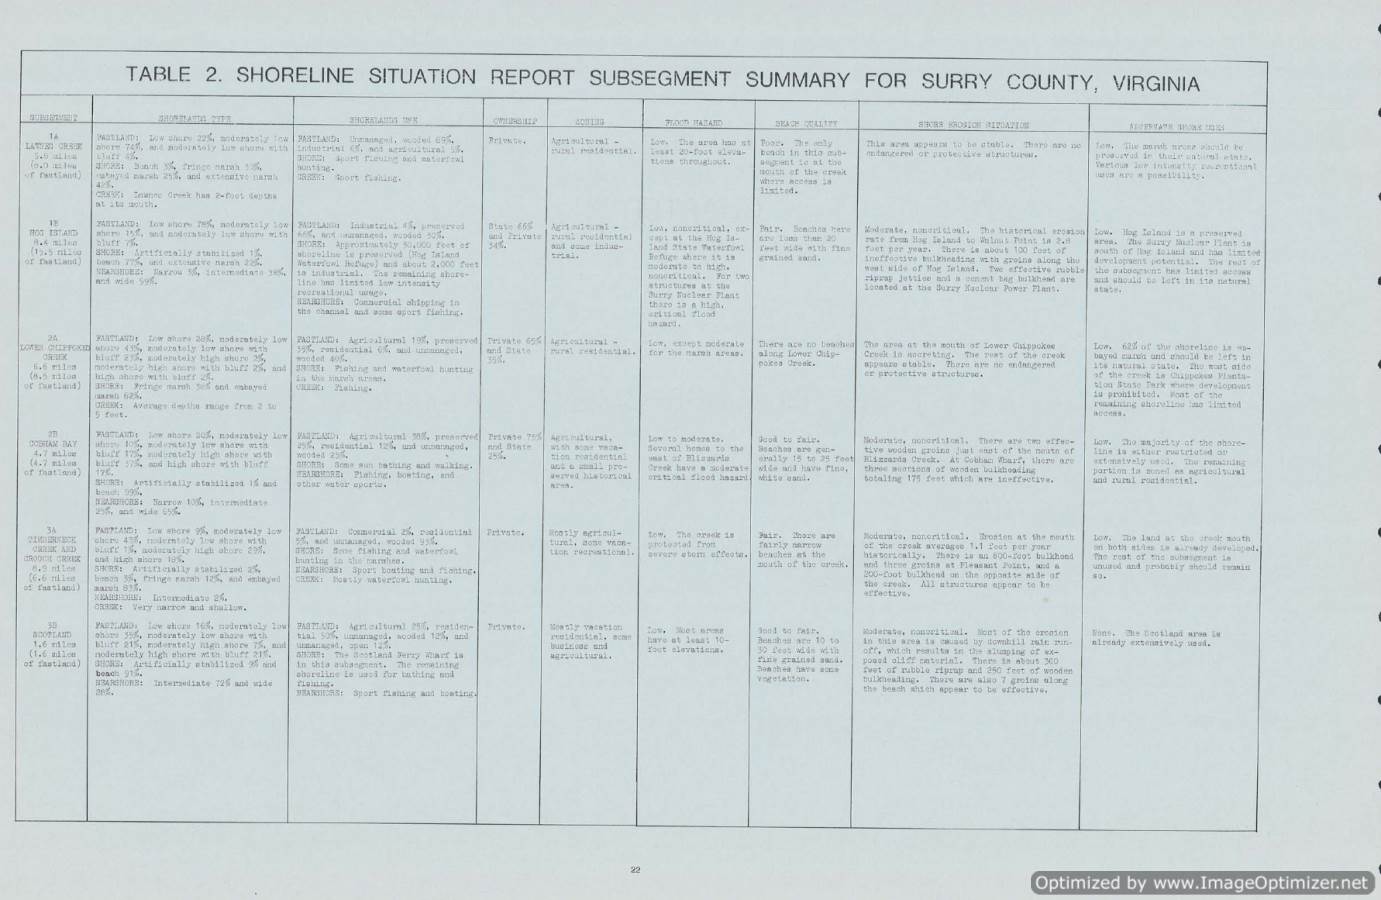 TABLE 2. SHORELINE SITUATION REPORT SUBSEGMENT SUMMARY FOR SURRY COUNTY, VIRGINIA
SUBSEGMENT SHORELANDS TYPE SHORELANDS USE OWNERSHIP ZONING FLOOD HAZARD BEACH QUALITY SHORE EROSION SITUATION ALTERNATE SHORE USES
1A
LAWNES CREEK
5.6 miles
of fastland)
FASTLAND: Low shore 22%, moderately low
shore 74%, and moderately low shore with
bluff 4%.
SHORE: Beach 3%, fringe marsh
embayed marsh 25%, and extensive marsh
42%.
CREEK: Lawnes Creek has 2-foot depths
at its mouth.
FASTLAND: Unmanaged, wooded 69%,
industrial 4%, and agricultural
SHORE: Sport fishing and waterfowl
hunting.
CREEK: Sport fishing.
Private.
Agricultural -
rural residential.
Low. The area has at
least 20-foot eleva-
tions throughout.
Poor. The only
beach in this sub-
segment is at the
mouth of the creek
where access is
limited.
This area appears to be stable. There are no
endangered or protective structures.
Low. The marsh areas should be
preserved in their natural state.
Various low intensity recreational
uses are a possibility.
1B
HOG ISLAND
8.4 miles
(15.5 miles
of fastland)
FASTLAND: Low shore 78%, moderately low
shore 15%, and moderately low shore with
bluff 7%.
SHORE: Artificially stabilized 1%,
beach 77%, and extensive marsh 22%.
NEARSHORE: Narrow 3%, intermediate 38%,
and wide 59%.
FASTLAND: Industrial 4%, preserved
66%, and unmanaged, wooded 30%.
SHORE: Approximately 50,000 feet of
shoreline is preserved (Hog Island
Waterfowl Refuge) and about 2,000 feet
is industrial. The remaining shore-
line has limited low intensity
recreational usage.
NEARSHORE: Commercial shipping in
the channel and some sport fishing.
State 66%
and Private
34%.
Agricultural -
rural residential
and some indus-
trial.
Low, noncritical, ex-
cept at the Hog Is-
land State Waterfowl
Refuge where it is
moderate to high,
noncritical. For two
structures at the
Surry Nuclear Plant
there is a high,
critical flood
hazard.
Fair. Beaches here
are less than 20
feet wide with fine
grained sand.
Moderate, noncritical. The historical erosion
rate from Hog Island to Walnut Point is 2.8
feet per year. There is about 100 feet of
ineffective bulkheading with groins along the
west side of Hog Island. Two effective rubble
riprap jetties and a cement bag bulkhead are
located at the Surry Nuclear Power Plant.
Low. Hog Island is a preserved
area. The Surry Nuclear Plant is
south of Hog Island and has limited
development potential. The rest of
the subsegment has limited access
and should be left in its natural
state.
2A
LOWER CHIPPOKES
CREEK
6.6 miles
(8.5 miles
of fastland)
FASTLAND: Low shore 28%, moderately low
shore 43%, moderately low shore with
bluff 23%, moderately high shore 2%,
moderately high shore with bluff 2%, and
high shore with bluff 2%.
SHORE: Fringe marsh 38% and embayed
marsh 62%.
CREEK: Average depths range from 2 to
5 feet.
FASTLAND: Agricultural 19%, preserved
35%, residential 6%, and unmanaged,
wooded 40%.
SHORE: Fishing and waterfowl hunting
in the marsh areas.
CREEK: Fishing.
Private 65%
and State
35%.
Agricultural -
rural residential.
Low, except moderate
for the marsh areas.
There are no beaches
along Lower Chip-
pokes Creek.
The area at the mouth of Lower Chippokes
Creek is accreting. The rest of the creek
appears stable. There are no endangered
or protective structures.
Low. 62% of the shoreline is em-
bayed marsh and should be left in
its natural state. The east side
of the creek is Chippokes Planta-
tion State Park where development
is prohibited. Most of the
remaining shoreline has limited
access.
2B
COBHAM BAY
4.7 miles
(4.7 miles
of fastland)
FASTLAND: Low shore 20%, moderately low
shore 10%, moderately low shore with
bluff 17%, moderately high shore with
bluff 37%, and high shore with bluff
17%.
SHORE: Artificially stabilized 1% and
beach 99%.
NEARSHORE: Narrow 10%, intermediate
25%, and wide 65%.
FASTLAND: Agricultural 38%, preserved
25%, residential 12%, and unmanaged,
wooded 25%.
SHORE: Some sun bathing and walking.
NEARSHORE: Fishing, boating, and
other water sports.
Private 75%
and State
25%.
Agricultural,
with some vaca-
tion residential
and a small pre-
served historical
area.
Low to moderate.
Several homes to the
east of Blizzards
Creek have a moderate
critical flood hazard.
Good to fair.
Beaches are gen-
erally 15 to 25 feet
wide and have fine,
white sand.
Moderate, noncritical. There are two effec-
tive wooden groins just east of the mouth of
Blizzards Creek. At Cobham Wharf, there are
three sections of wooden bulkheading
totaling 175 feet which are ineffective.
Low. The majority of the shore-
line is either restricted or
extensively used. The remaining
portion is zoned as agricultural
and rural residential.
3A
TIMBERNECK
CREEK AND
CROUCH CREEK
8.9 miles
(6.6 miles
of fastland)
FASTLAND: Low shore 9%, moderately low
shore 43%, moderately low shore with
bluff 1%, moderately high shore 29%,
and high shore 18%.
SHORE: Artificially stabilized 2%,
beach 3%, fringe marsh 12%, and embayed
marsh 83%.
NEARSHORE: Intermediate 2%.
CREEK: Very narrow and shallow.
FASTLAND: Commercial 2%, residential
5%, and unmanaged, wooded 93%.
SHORE: Some fishing and waterfowl
hunting in the marshes.
NEARSHORE: Sport boating and fishing.
CREEK: Mostly waterfowl hunting.
Private.
Mostly agricul-
tural, some vaca-
tion recreational.
Low. The creek is
protected from
severe storm effects.
Fair. There are
fairly narrow
beaches at the
mouth of the creek.
Moderate, noncritical. Erosion at the mouth
of the creek averages 1.1 feet per year
historically. There is an 800-foot bulkhead
and three groins at Pleasant Point, and a
200-foot bulkhead on the opposite side of
the creek. All structures appear to be
effective.
Low. The land at the creek mouth
on both sides is already developed.
The rest of the subsegment is
unused and probably should remain
so.
3B
SCOTLAND
1.6 miles
(1.6 miles
of fastland)
FASTLAND: Low shore 16%, moderately low
shore 35%, moderately low shore with
bluff 21%, moderately high shore 7%, and
moderately high shore with bluff 21%.
SHORE: Artificially stabilized 9% and
beach 91%.
NEARSHORE: Intermediate 72% and wide
28%.
FASTLAND: Agricultural 25%, residen-
tial 50%, unmanaged, wooded 12%, and
unmanaged, open 12%.
SHORE: The Scotland Ferry Wharf is
in this subsegment. The remaining
shoreline is used for bathing and
fishing.
NEARSHORE: Sport fishing and boating.
Private.
Mostly vacation
residential, some
business and
agricultural.
Low. Most areas
have at least 10-
foot elevations.
Good to fair.
Beaches are 10 to
30 feet wide with
fine grained sand.
Beaches have some
vegetation.
Moderate, noncritical. Most of the erosion
in this area is caused by downhill rain run-
off, which results in the slumping of ex-
posed cliff material. There is about 300
feet of rubble riprap and 250 feet of wooden
bulkheading. There are also 7 groins along
the beach which appear to be effective.
None. The Scotland area is
already extensively used.
22
Optimized by www.ImageOptimizer.net